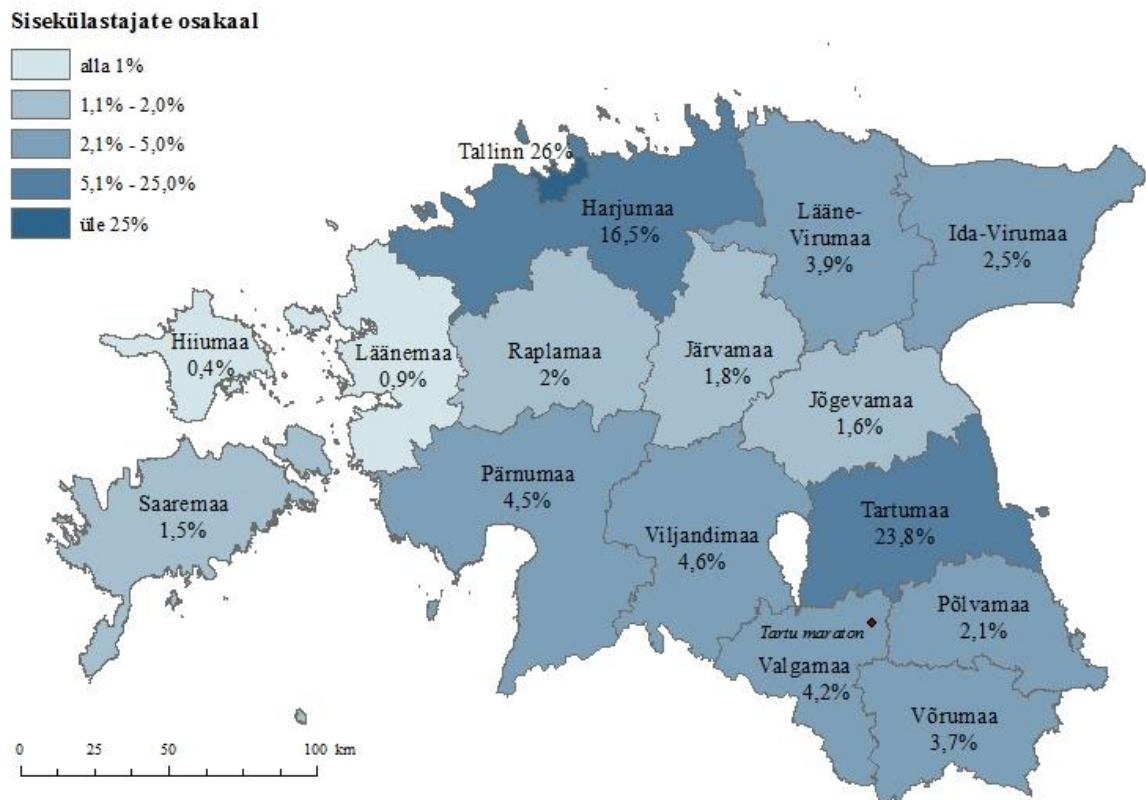 Sisekülastajate osakaal
alla 1%
1,1% - 2,0%
2,1% - 5,0%
5,1% - 25,0%
üle 25%
Tallinn 26%
Harjumaa
16,5%
Lääne-
Virumaa
3,9%
Ida-Virumaa
2,5%
Hiiumaa
0,4%
Läänemaa
0,9%
Raplamaa
2%
Järvamaa
1,8%
Jõgevamaa
1,6%
Saaremaa
1,5%
Pärnumaa
4,5%
Viljandimaa
4,6%
Tartumaa
23,8%
Põlvamaa
2,1%
Tartu maraton
Valgamaa
4,2%
Võrumaa
3,7%
0 25 50 100 km